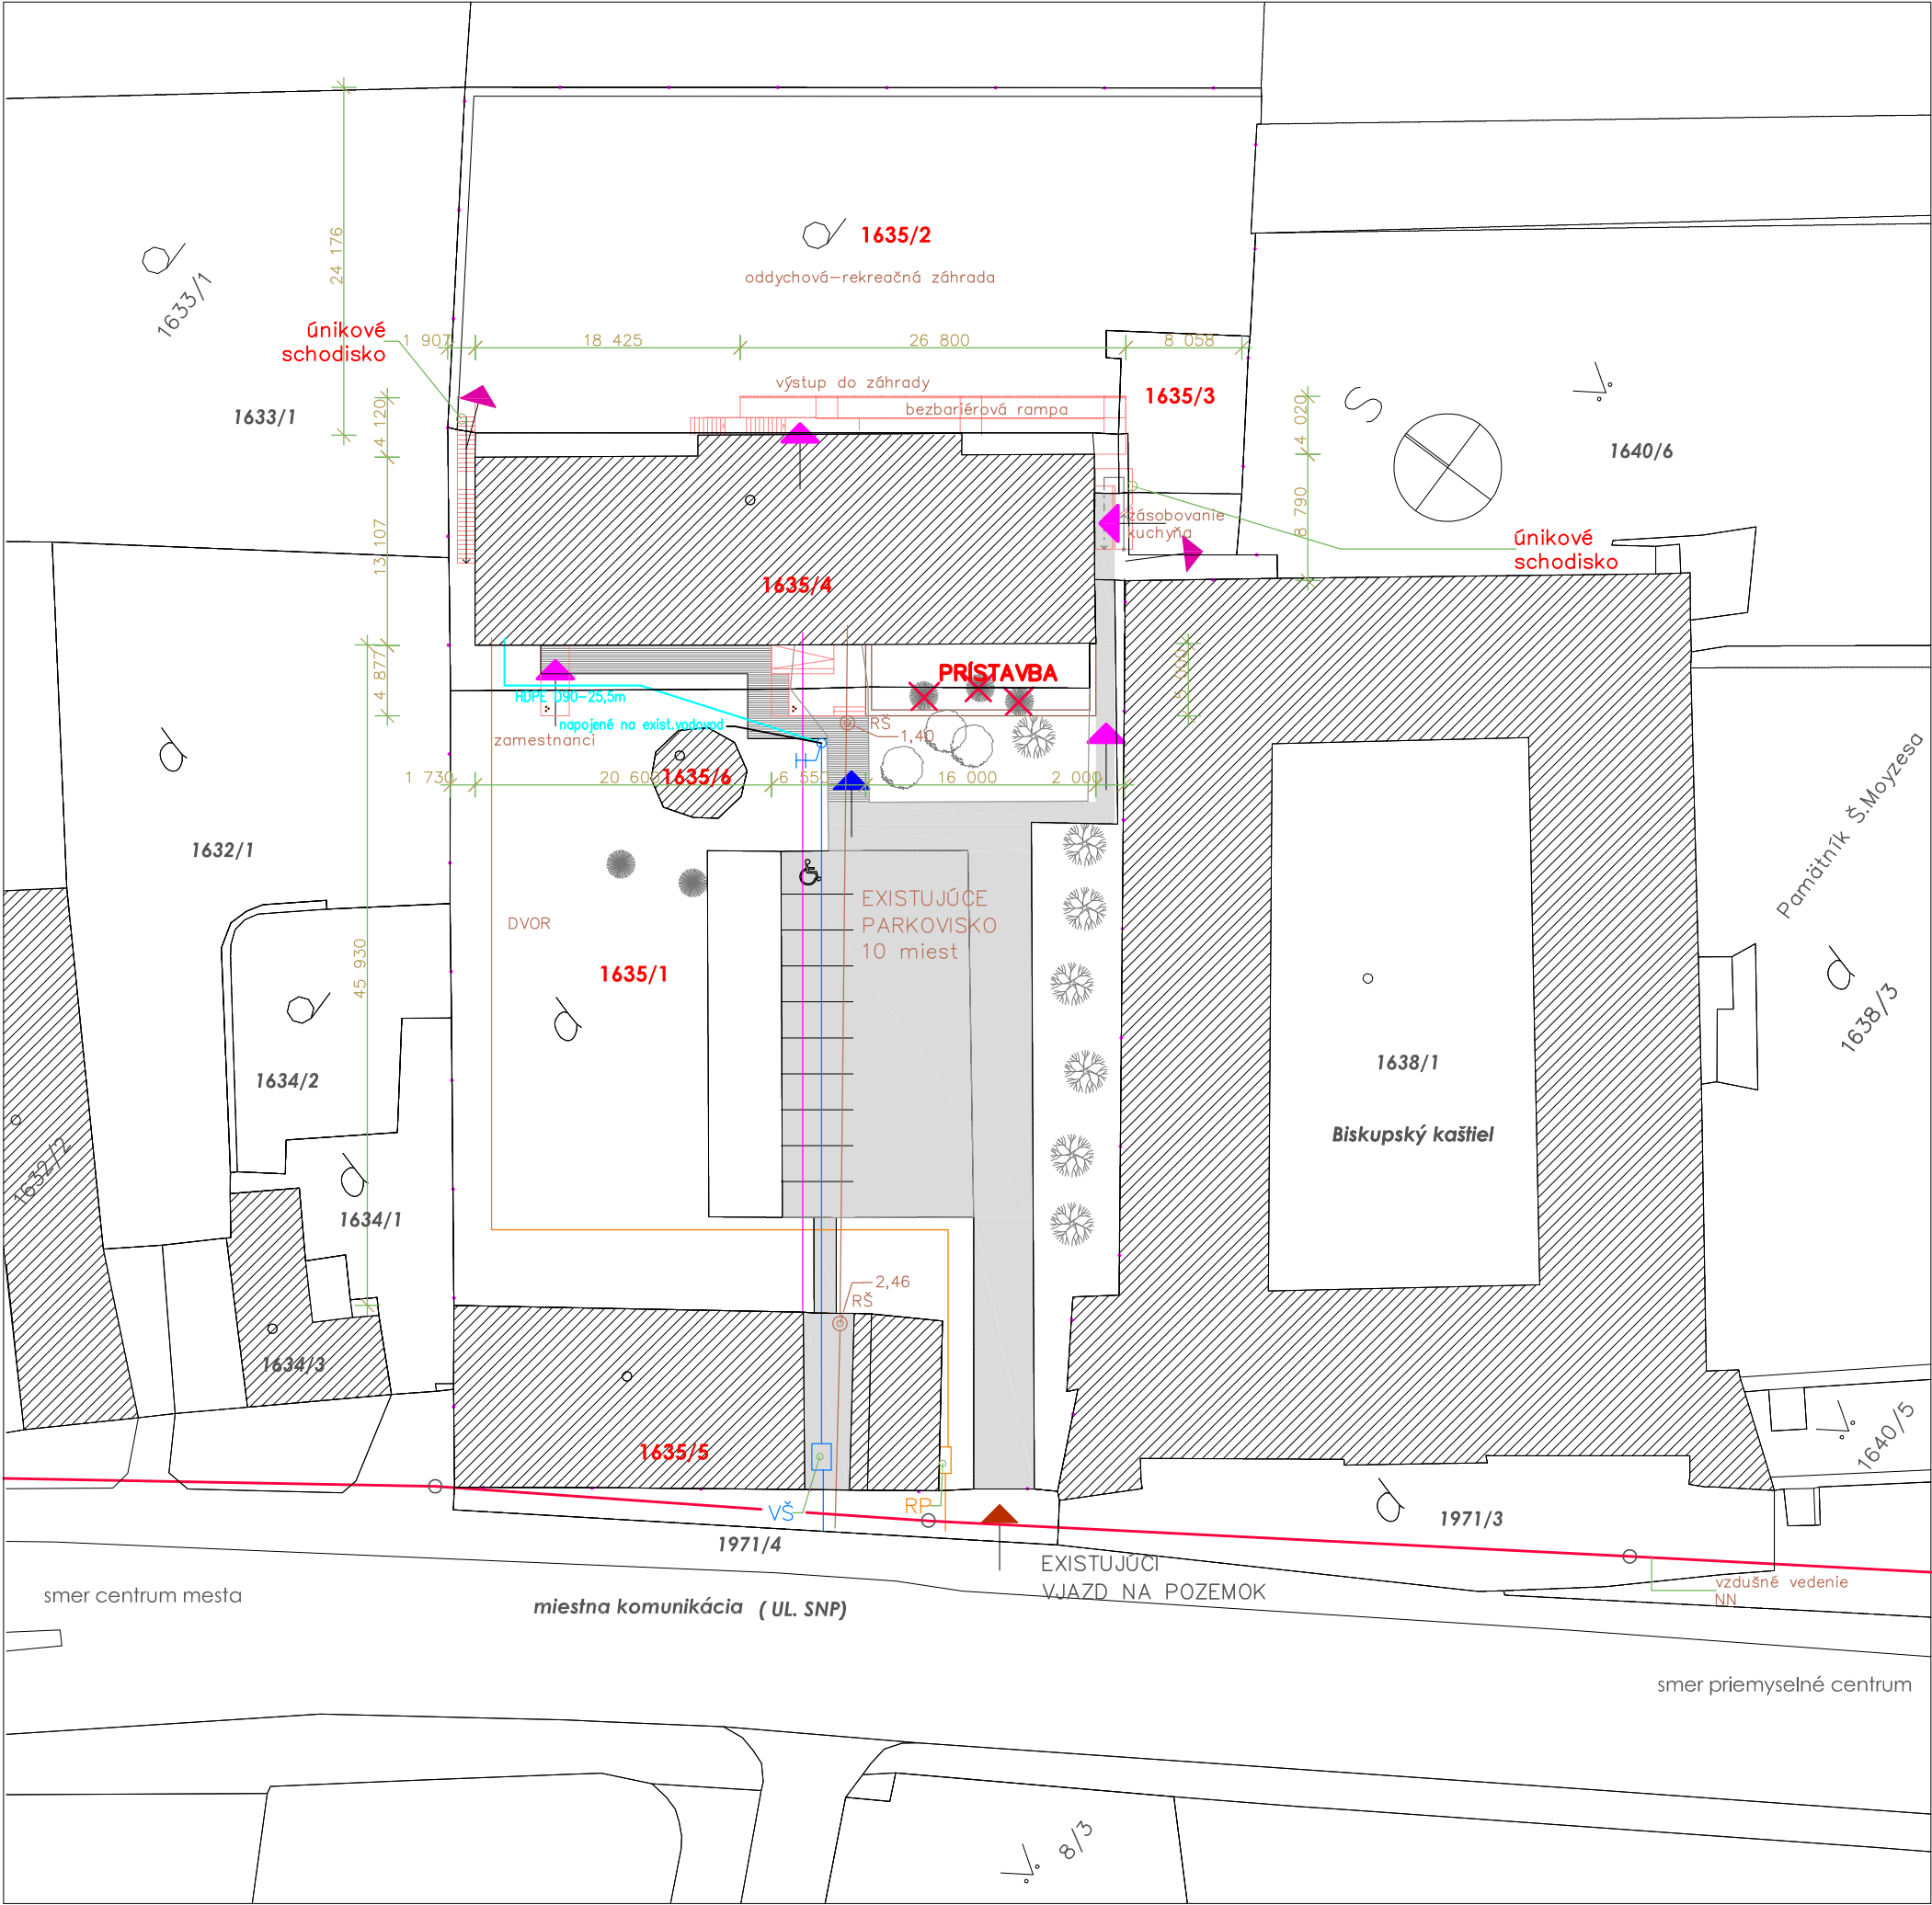 24 176
1635/2
oddychová-rekreačná záhrada
1633/1
únikové
schodisko
1 907
18 425
26 800
8 058
výstup do záhrady
bezbariérová rampa
1635/3
S
1633/1
4 120
4 020
1640/6
13 107
8 790
zásobovanie
kuchyňa
únikové
schodisko
1635/4
4 877
PRÍSTAVBA
5 000
HDPE D90-25,5m
napojené na exist.vodovod
RŠ
1,40
zamestnanci
1 730
20 600
1635/6
6 550
16 000
2 000
Pamätník Š.Moyzesa
1632/1
EXISTUJÚCE
PARKOVISKO
10 miest
DVOR
45 930
1635/1
1638/3
1638/1
1634/2
Biskupský kaštiel
1632/2
1634/1
2,46
RŠ
1634/3
1635/5
1640/5
VŠ
RP
1971/4
1971/3
EXISTUJÚCI
VJAZD NA POZEMOK
vzdušné vedenie
NN
smer centrum mesta
miestna komunikácia ( UL. SNP)
smer priemyselné centrum
8/3